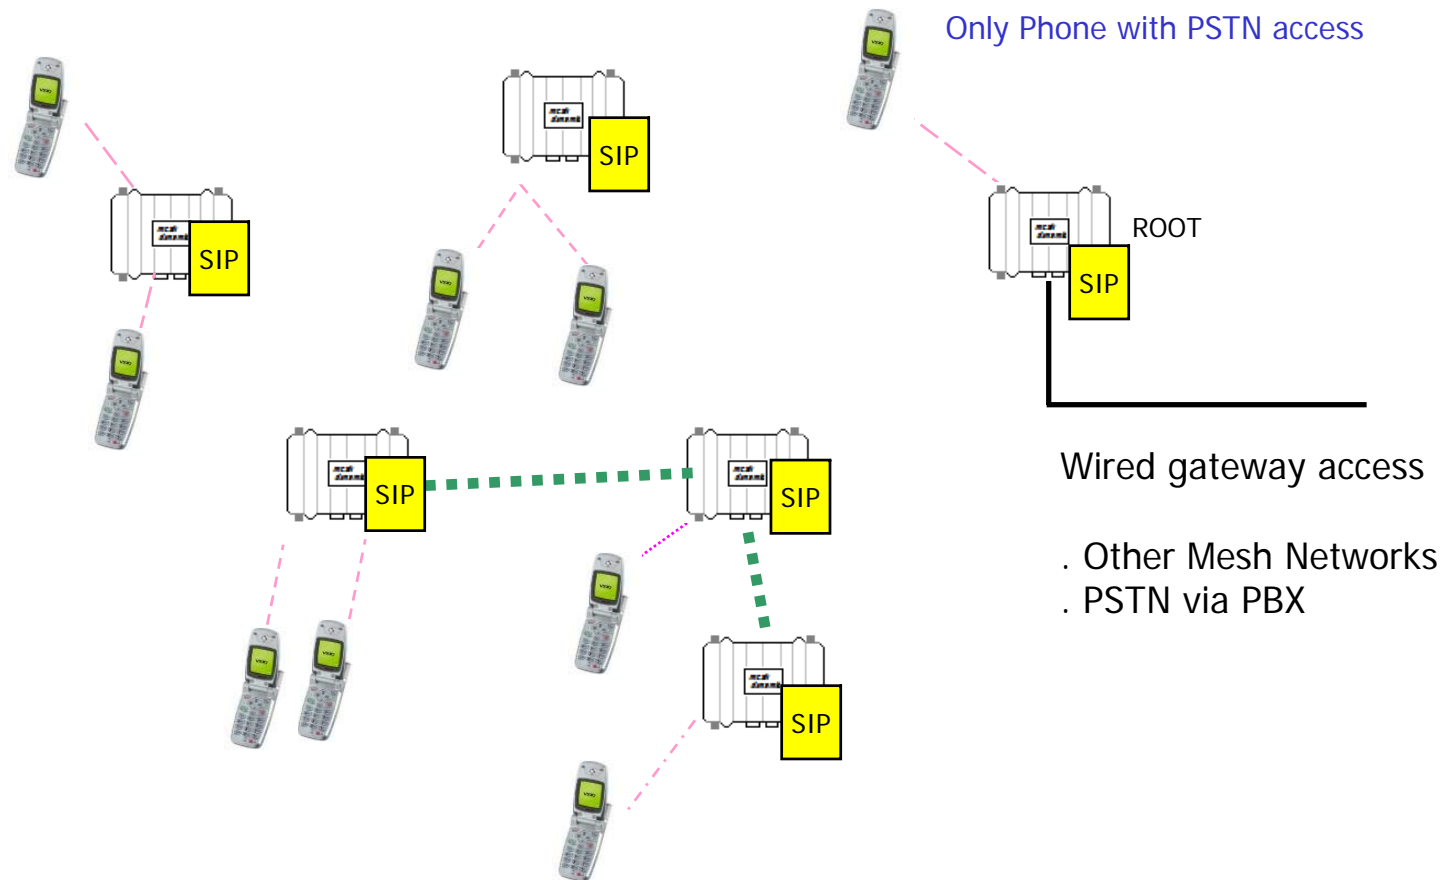 Only Phone with PSTN access
SIP
SIP
ROOT
SIP
Wired gateway access
SIP
SIP
. Other Mesh Networks
. PSTN via PBX
SIP